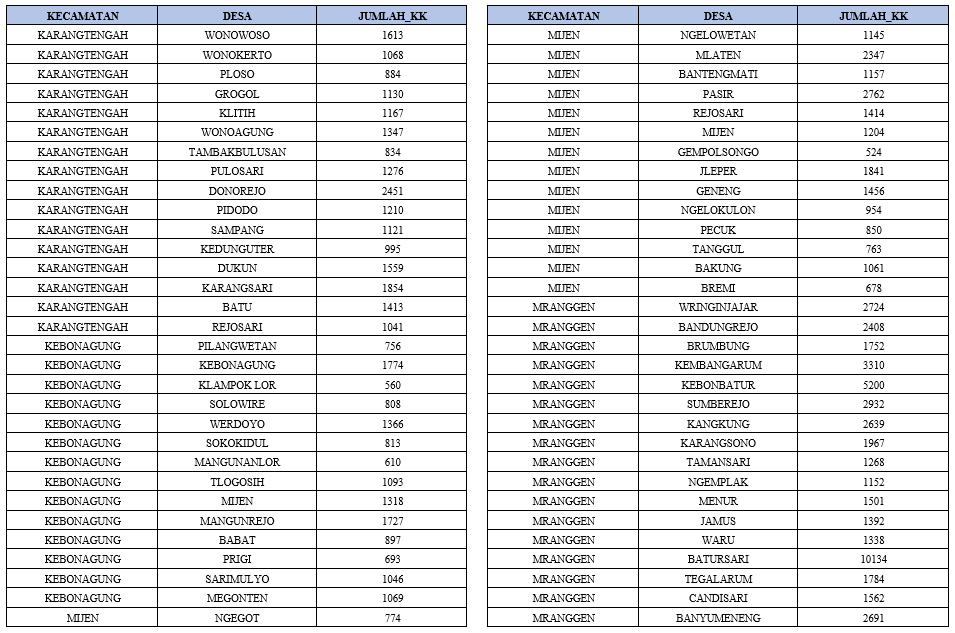 KECAMATAN DESA JUMLAH_KK
KARANGTENGAH WONOWOSO 1613
KARANGTENGAH WONOKERTO 1068
KARANGTENGAH PLOSO 884
KARANGTENGAH GROGOL 1130
KARANGTENGAH KLITIH 1167
KARANGTENGAH WONOAGUNG 1347
KARANGTENGAH TAMBAKBULUSAN 834
KARANGTENGAH PULOSARI 1276
KARANGTENGAH DONOREJO 2451
KARANGTENGAH PIDODO 1210
KARANGTENGAH SAMPANG 1121
KARANGTENGAH KEDUNGUTER 995
KARANGTENGAH DUKUN 1559
KARANGTENGAH KARANGSARI 1854
KARANGTENGAH BATU 1413
KARANGTENGAH REJOSARI 1041
KEBONAGUNG PILANGWETAN 756
KEBONAGUNG KEBONAGUNG 1774
KEBONAGUNG KLAMPOK LOR 560
KEBONAGUNG SOLOWIRE 808
KEBONAGUNG WERDOYO 1366
KEBONAGUNG SOKOKIDUL 813
KEBONAGUNG MANGUNANLOR 610
KEBONAGUNG TLOGOSIH 1093
KEBONAGUNG MIJEN 1318
KEBONAGUNG MANGUNREJO 1727
KEBONAGUNG BABAT 897
KEBONAGUNG PRIGI 693
KEBONAGUNG SARIMULYO 1046
KEBONAGUNG MEGONTEN 1069
MIJEN NGEGOT 774
KECAMATAN DESA JUMLAH_KK
MIJEN NGELOWETAN 1145
MIJEN MLATEN 2347
MIJEN BANTENGMATI 1157
MIJEN PASIR 2762
MIJEN REJOSARI 1414
MIJEN MIJEN 1204
MIJEN GEMPOLSONGO 524
MIJEN JLEPER 1841
MIJEN GENENG 1456
MIJEN NGELOKULON 954
MIJEN PECUK 850
MIJEN TANGGUL 763
MIJEN BAKUNG 1061
MIJEN BREMI 678
MRANGGEN WRINGINJAJAR 2724
MRANGGEN BANDUNGREJO 2408
MRANGGEN BRUMBUNG 1752
MRANGGEN KEMBANGARUM 3310
MRANGGEN KEBONBATUR 5200
MRANGGEN SUMBEREJO 2932
MRANGGEN KANGKUNG 2639
MRANGGEN KARANGSONO 1967
MRANGGEN TAMANSARI 1268
MRANGGEN NGEMPLAK 1152
MRANGGEN MENUR 1501
MRANGGEN JAMUS 1392
MRANGGEN WARU 1338
MRANGGEN BATURSARI 10134
MRANGGEN TEGALARUM 1784
MRANGGEN CANDISARI 1562
MRANGGEN BANYUMENENG 2691